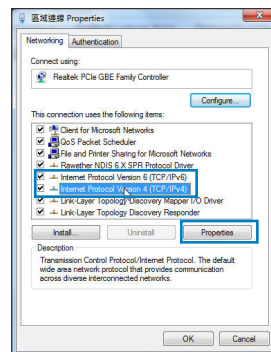 區域連線 Properties
Networking Authentication
Connect using:
Realtek PCIe GBE Family Controller
Configure...
This connection uses the following items:
Client for Microsoft Networks
QoS Packet Scheduler
File and Printer Sharing for Microsoft Networks
Rawether NDIS 6.X SPR Protocol Driver
Internet Protocol Version 6 (TCP/IPv6)
Internet Protocol Version 4 (TCP/IPv4)
Link-Layer Topology Discovery Mapper I/O Driver
Link-Layer Topology Discovery Responder
Install... Uninstall Properties
Description
Transmission Control Protocol/Internet Protocol. The default
wide area network protocol that provides communication
across diverse interconnected networks.
OK Cancel